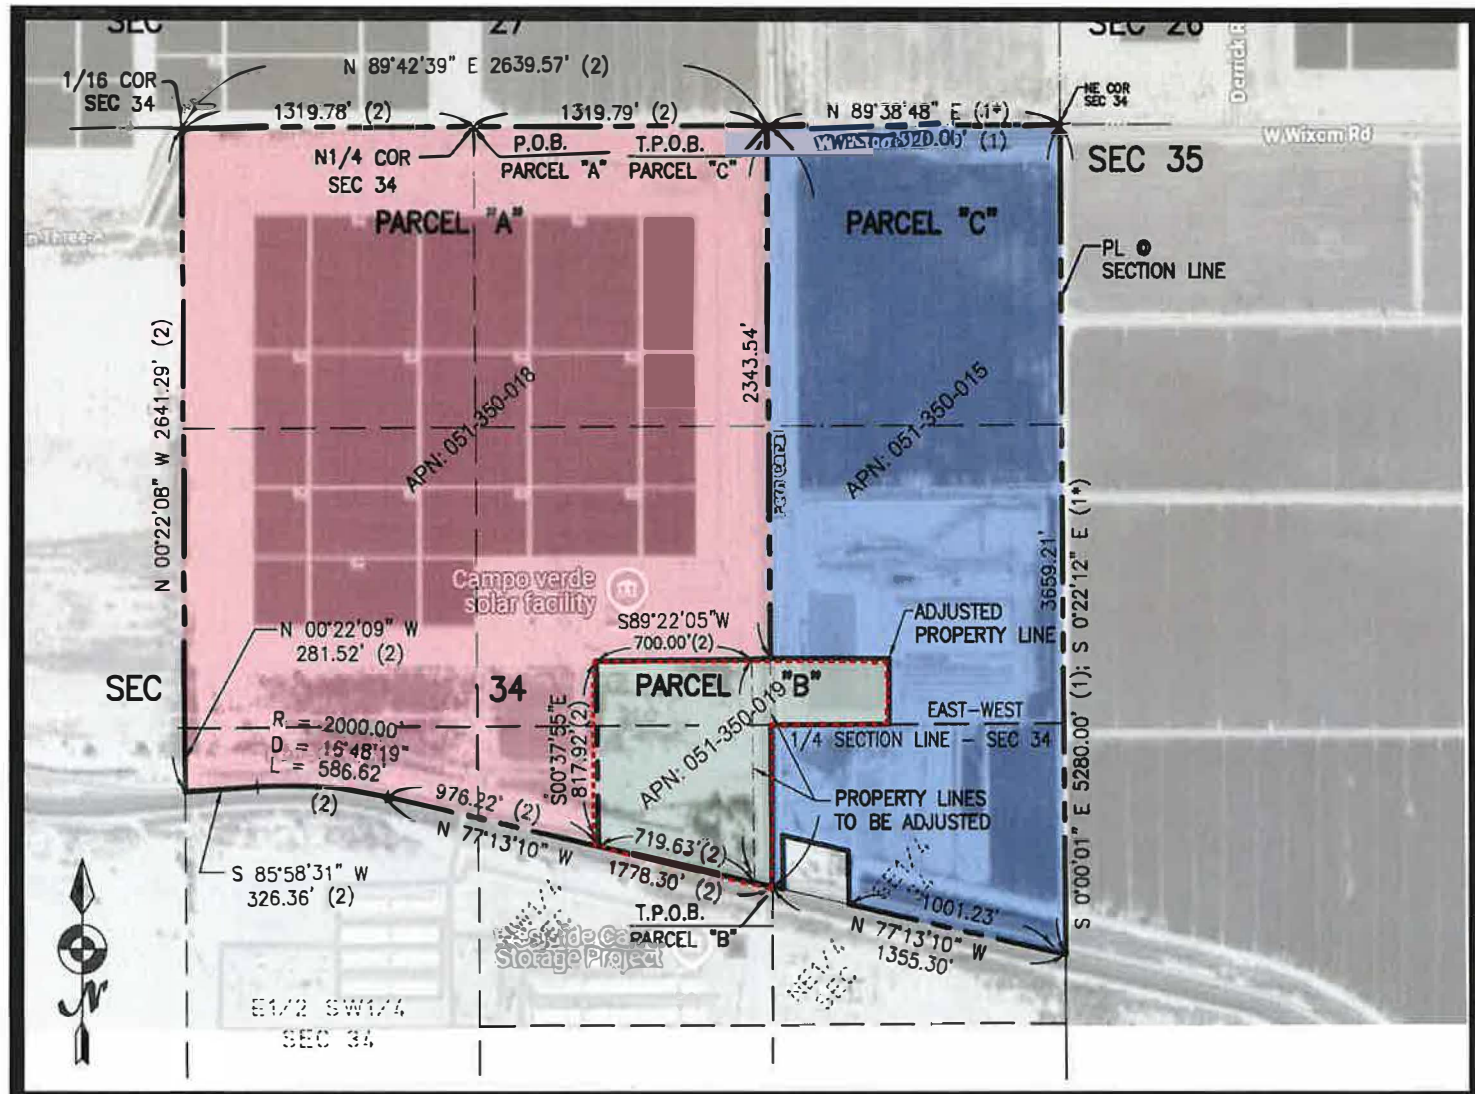 SEC
27
SEC 26
N 89°42'39" E 2639.57' (2)
1/16 COR
SEC 34
1319.78' (2)
1319.79' (2)
N 89°38'48" E (1*)
(1)
NE COR
SEC 34
Derrick
W Wixom Rd
N1/4 COR
SEC 34
P.O.B.
PARCEL "A"
T.P.O.B.
PARCEL "C"
SEC 35
PARCEL "A"
PARCEL "C"
PL
SECTION LINE
N 00°22'08" W 2641.29' (2)
APN: 051-350-018
2343.54'
APN: 051-350-015
3659.21'
S 0°00'01" E 5280.00' (1); S 0°22'12" E (1*)
Campo verde
solar facility
N 00°22'09" W
281.52' (2)
S89°22'05"W
700.00'(2)
ADJUSTED
PROPERTY LINE
SEC
34
PARCEL "B"
APN: 051-350-019
EAST-WEST
1/4 SECTION LINE - SEC 34
R = 2000.00'
D = 16°48'19"
L = 586.62'
(2)
S00°37'55"E
817.92'(2)
PROPERTY LINES
TO BE ADJUSTED
976.22' (2)
N 77°13'10" W
719.63'(2)
1778.30' (2)
S 85°58'31" W
326.36' (2)
T.P.O.B.
PARCEL "B"
1001.23'
N 77°13'10" W
1355.30'
NW1/4
SE
Storage Project
NE1/4
SEC
E1/2 SW1/4
SEC 34